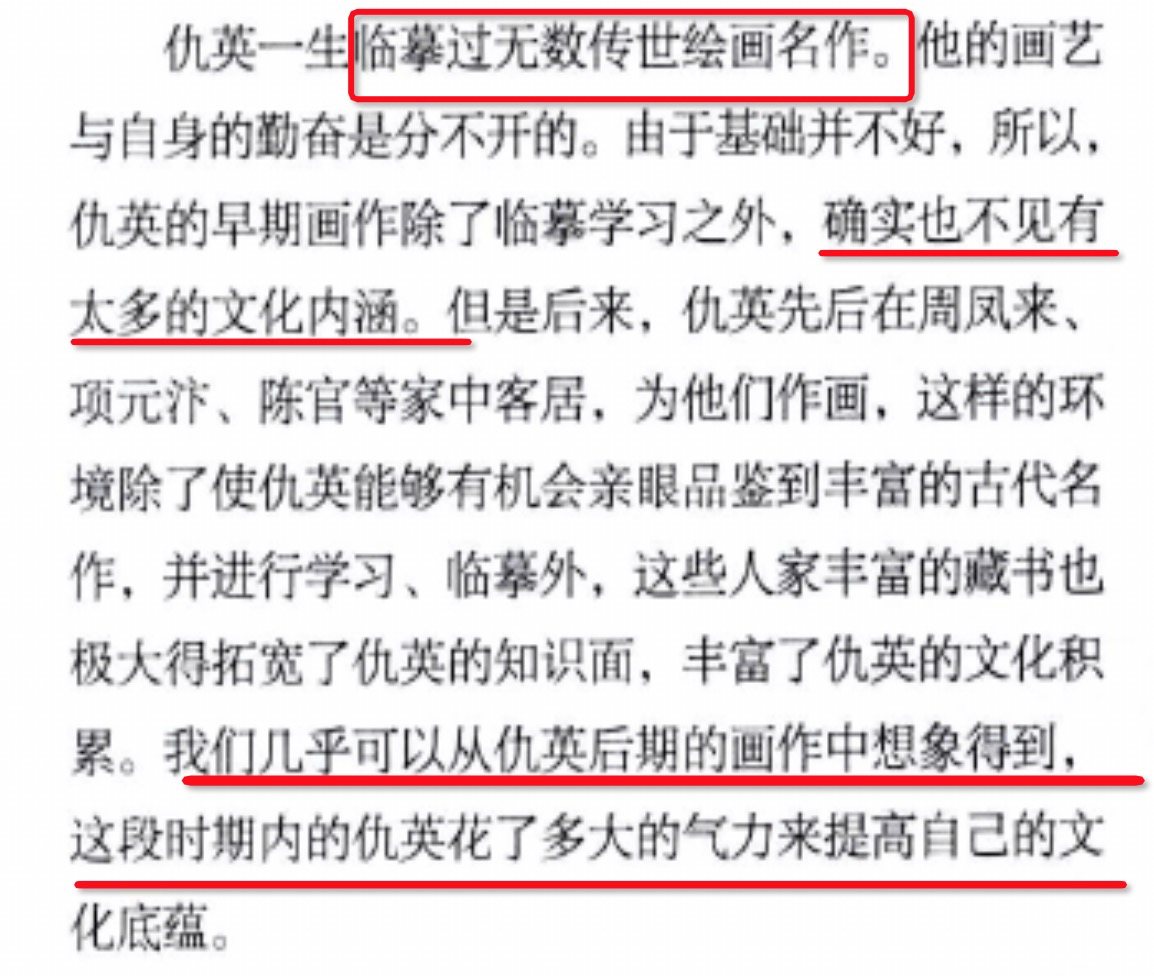 仇英一生临摹过无数传世绘画名作。他的画艺
与自身的勤奋是分不开的。由于基础并不好，所以，
仇英的早期画作除了临摹学习之外，确实也不见有
太多的文化内涵。但是后来，仇英先后在周凤来、
项元汴、陈官等家中客居，为他们作画，这样的环
境除了使仇英能够有机会亲眼品鉴到丰富的古代名
作，并进行学习、临摹外，这些人家丰富的藏书也
极大得拓宽了仇英的知识面，丰富了仇英的文化积
累。我们几乎可以从仇英后期的画作中想象得到，
这段时期内的仇英花了多大的气力来提高自己的文
化底蕴。